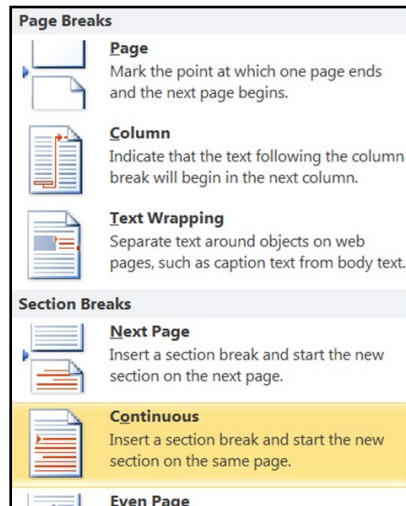 Page Breaks
Page
Mark the point at which one page ends
and the next page begins.
Column
Indicate that the text following the column
break will begin in the next column.
Text Wrapping
Separate text around objects on web
pages, such as caption text from body text.
Section Breaks
Next Page
Insert a section break and start the new
section on the next page.
Continuous
Insert a section break and start the new
section on the same page.
Even Page